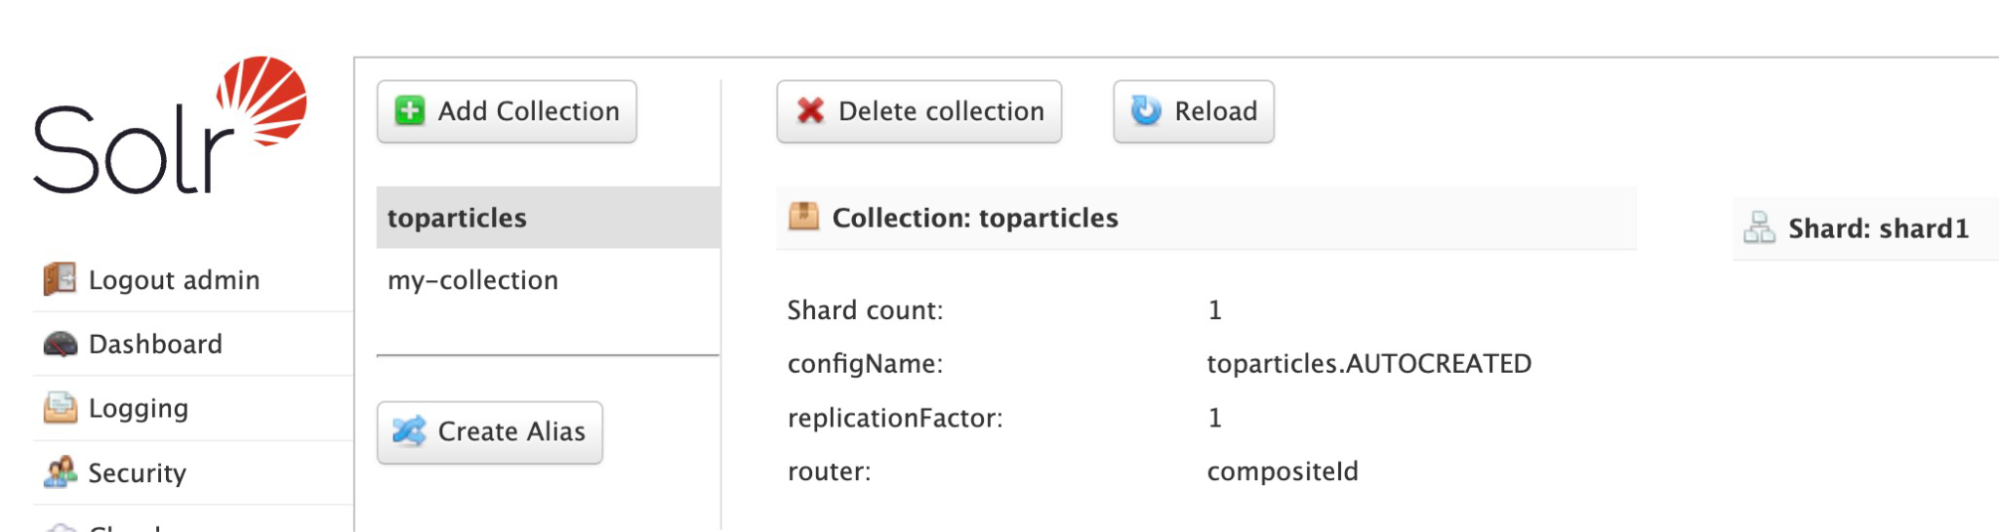 Solr
Logout admin
Dashboard
Logging
Security
Add Collection
toparticles
my-collection
Create Alias
Delete collection
Reload
Collection: toparticles
Shard count: 1
configName: toparticles.AUTOCREATED
replicationFactor: 1
router: compositeId
Shard: shard1